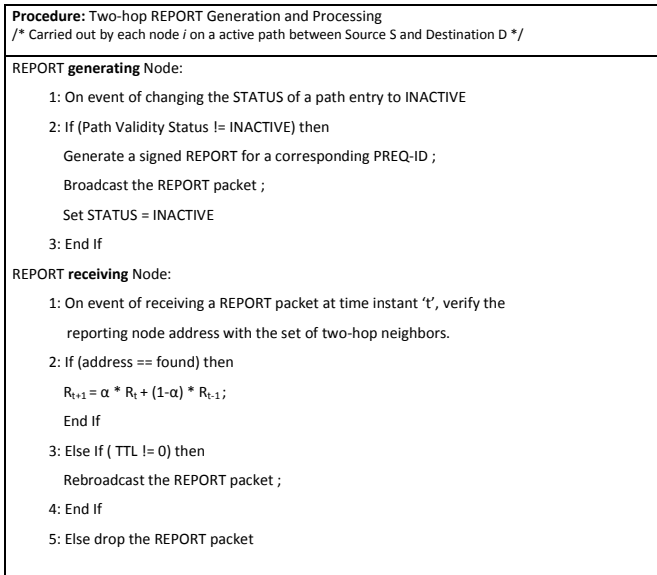 Procedure: Two-hop REPORT Generation and Processing
/* Carried out by each node i on a active path between Source S and Destination D */
REPORT generating Node:
1: On event of changing the STATUS of a path entry to INACTIVE
2: If (Path Validity Status != INACTIVE) then
Generate a signed REPORT for a corresponding PREQ-ID ;
Broadcast the REPORT packet ;
Set STATUS = INACTIVE
3: End If
REPORT receiving Node:
1: On event of receiving a REPORT packet at time instant ‘t’, verify the
reporting node address with the set of two-hop neighbors.
2: If (address == found) then
Rₜ₊₁ = α * Rₜ + (1-α) * Rₜ₋₁ ;
End If
3: Else If ( TTL != 0) then
Rebroadcast the REPORT packet ;
4: End If
5: Else drop the REPORT packet